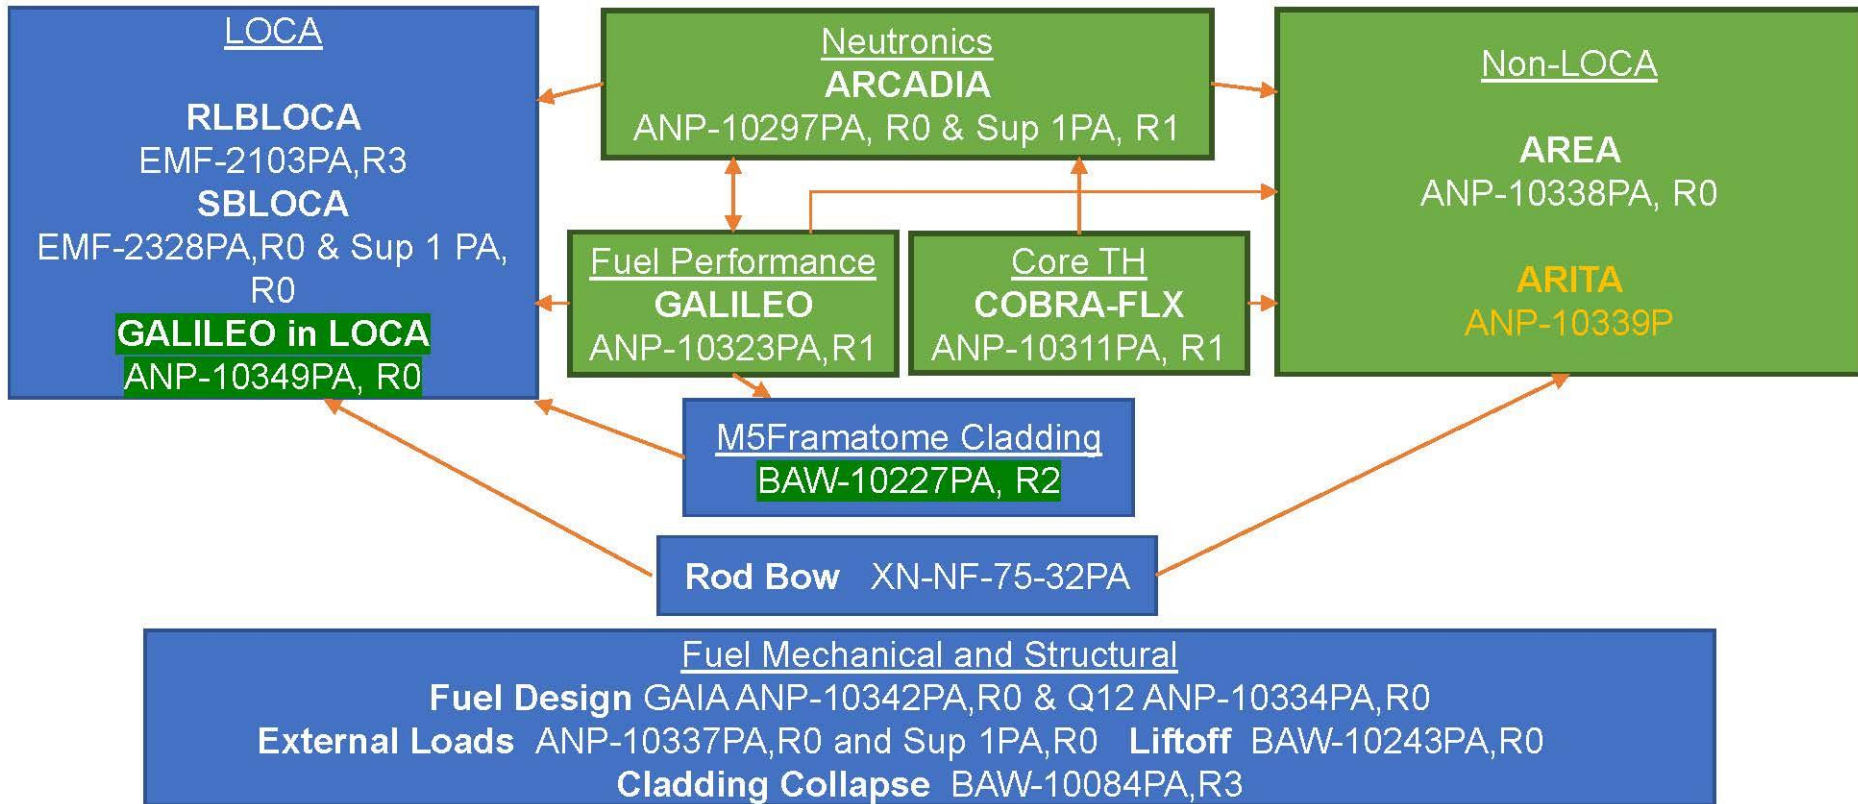 LOCA
RLBLOCA
EMF-2103PA,R3
SBLOCA
EMF-2328PA,R0 & Sup 1 PA,
R0
GALILEO in LOCA
ANP-10349PA, R0
Neutronics
ARCADIA
ANP-10297PA, R0 & Sup 1PA, R1
Non-LOCA
AREA
ANP-10338PA, R0
ARITA
ANP-10339P
Fuel Performance
GALILEO
ANP-10323PA,R1
Core TH
COBRA-FLX
ANP-10311PA, R1
M5Framatome Cladding
BAW-10227PA, R2
Rod Bow XN-NF-75-32PA
Fuel Mechanical and Structural
Fuel Design GAIA ANP-10342PA,R0 & Q12 ANP-10334PA,R0
External Loads ANP-10337PA,R0 and Sup 1PA,R0 Liftoff BAW-10243PA,R0
Cladding Collapse BAW-10084PA,R3